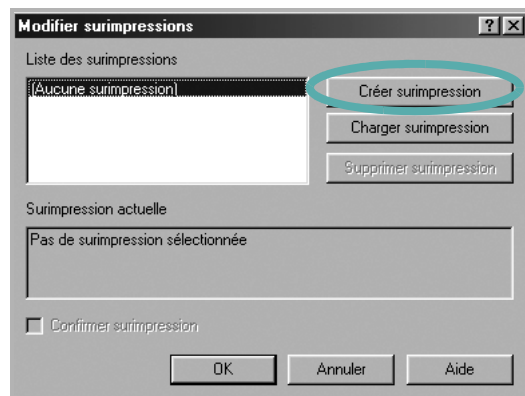 Modifier surimpressions
Liste des surimpressions
(Aucune surimpression)
Créer surimpression
Charger surimpression
Supprimer surimpression
Surimpression actuelle
Pas de surimpression sélectionnée
Confirmer surimpression
OK
Annuler
Aide